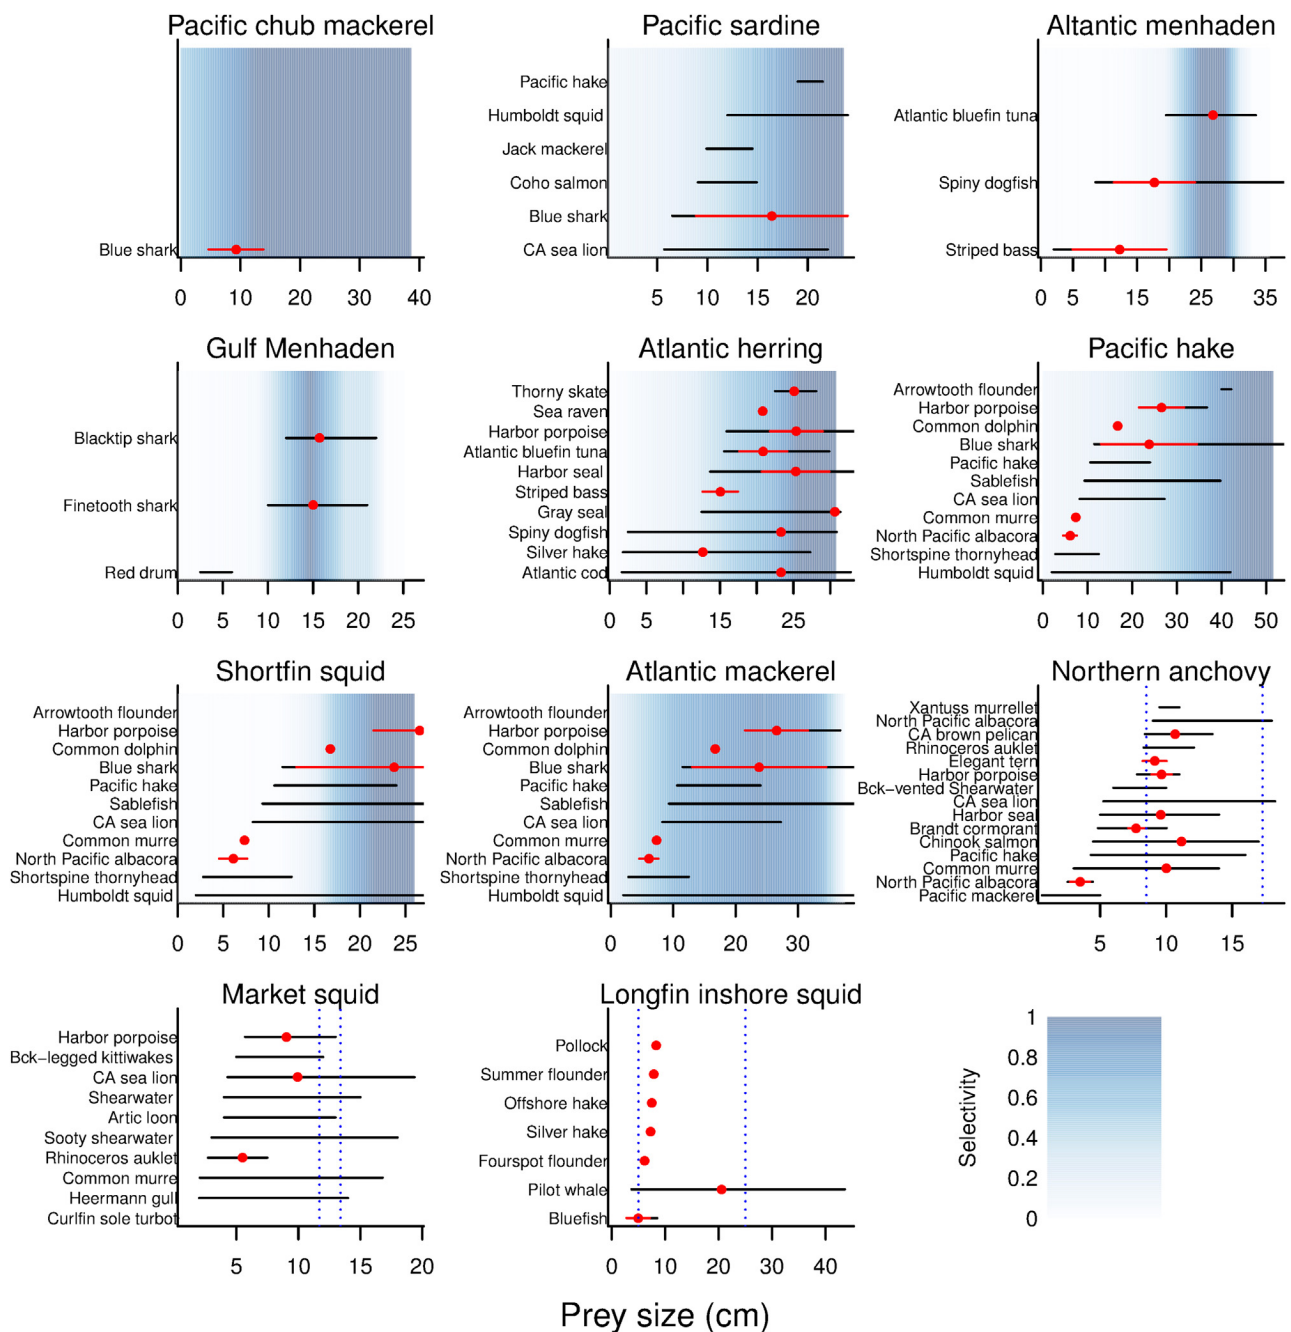 Pacific chub mackerel
Blue shark
0 10 20 30 40
Pacific sardine
Pacific hake
Humboldt squid
Jack mackerel
Coho salmon
Blue shark
CA sea lion
5 10 15 20
Altantic menhaden
Atlantic bluefin tuna
Spiny dogfish
Striped bass
0 5 15 25 35
Gulf Menhaden
Blacktip shark
Finetooth shark
Red drum
0 5 10 15 20 25
Atlantic herring
Thorny skate
Sea raven
Harbor porpoise
Atlantic bluefin tuna
Harbor seal
Striped bass
Gray seal
Spiny dogfish
Silver hake
Atlantic cod
0 5 15 25
Pacific hake
Arrowtooth flounder
Harbor porpoise
Common dolphin
Blue shark
Pacific hake
Sablefish
CA sea lion
Common murre
North Pacific albacora
Shortspine thornyhead
Humboldt squid
0 10 20 30 40 50
Shortfin squid
Arrowtooth flounder
Harbor porpoise
Common dolphin
Blue shark
Pacific hake
Sablefish
CA sea lion
Common murre
North Pacific albacora
Shortspine thornyhead
Humboldt squid
0 5 10 15 20 25
Atlantic mackerel
Arrowtooth flounder
Harbor porpoise
Common dolphin
Blue shark
Pacific hake
Sablefish
CA sea lion
Common murre
North Pacific albacora
Shortspine thornyhead
Humboldt squid
0 10 20 30
Northern anchovy
Xantuss murrellet
North Pacific albacora
CA brown pelican
Rhinoceros auklet
Elegant tern
Harbor porpoise
Bck-vented Shearwater
CA sea lion
Harbor seal
Brandt cormorant
Chinook salmon
Pacific hake
Common murre
North Pacific albacora
Pacific mackerel
5 10 15
Market squid
Harbor porpoise
Bck-legged kittiwakes
CA sea lion
Shearwater
Artic loon
Sooty shearwater
Rhinoceros auklet
Common murre
Heermann gull
Curlfin sole turbot
5 10 15 20
Longfin inshore squid
Pollock
Summer flounder
Offshore hake
Silver hake
Fourspot flounder
Pilot whale
Bluefish
0 10 20 30 40
Selectivity
1
0.8
0.6
0.4
0.2
0
Prey size (cm)